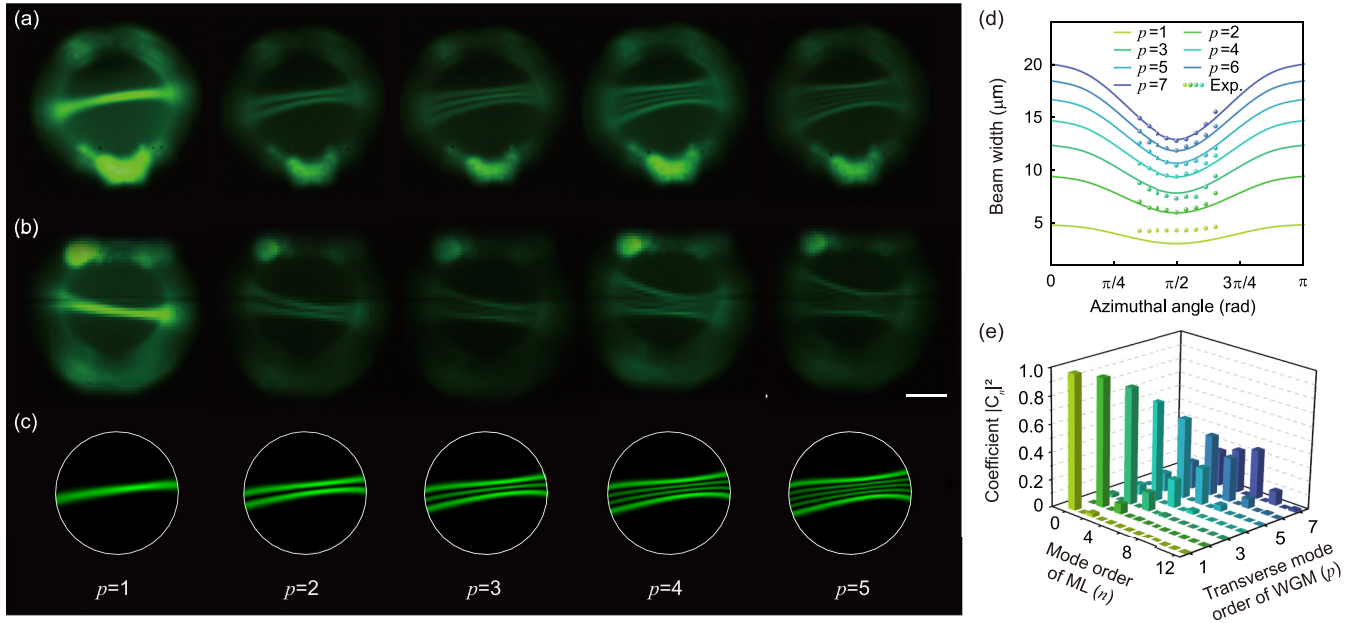 (a)
(b)
(c)
p=1
p=2
p=3
p=4
p=5
(d)
p=1
p=2
p=3
p=4
p=5
p=6
p=7
Exp.
Beam width (μm)
20
15
10
5
0
π/4
π/2
3π/4
π
Azimuthal angle (rad)
(e)
Coefficient |Cₙ|²
1.0
0.8
0.6
0.4
0.2
0
0
4
8
12
Mode order
of ML (n)
1
3
5
7
Transverse mode
order of WGM (p)